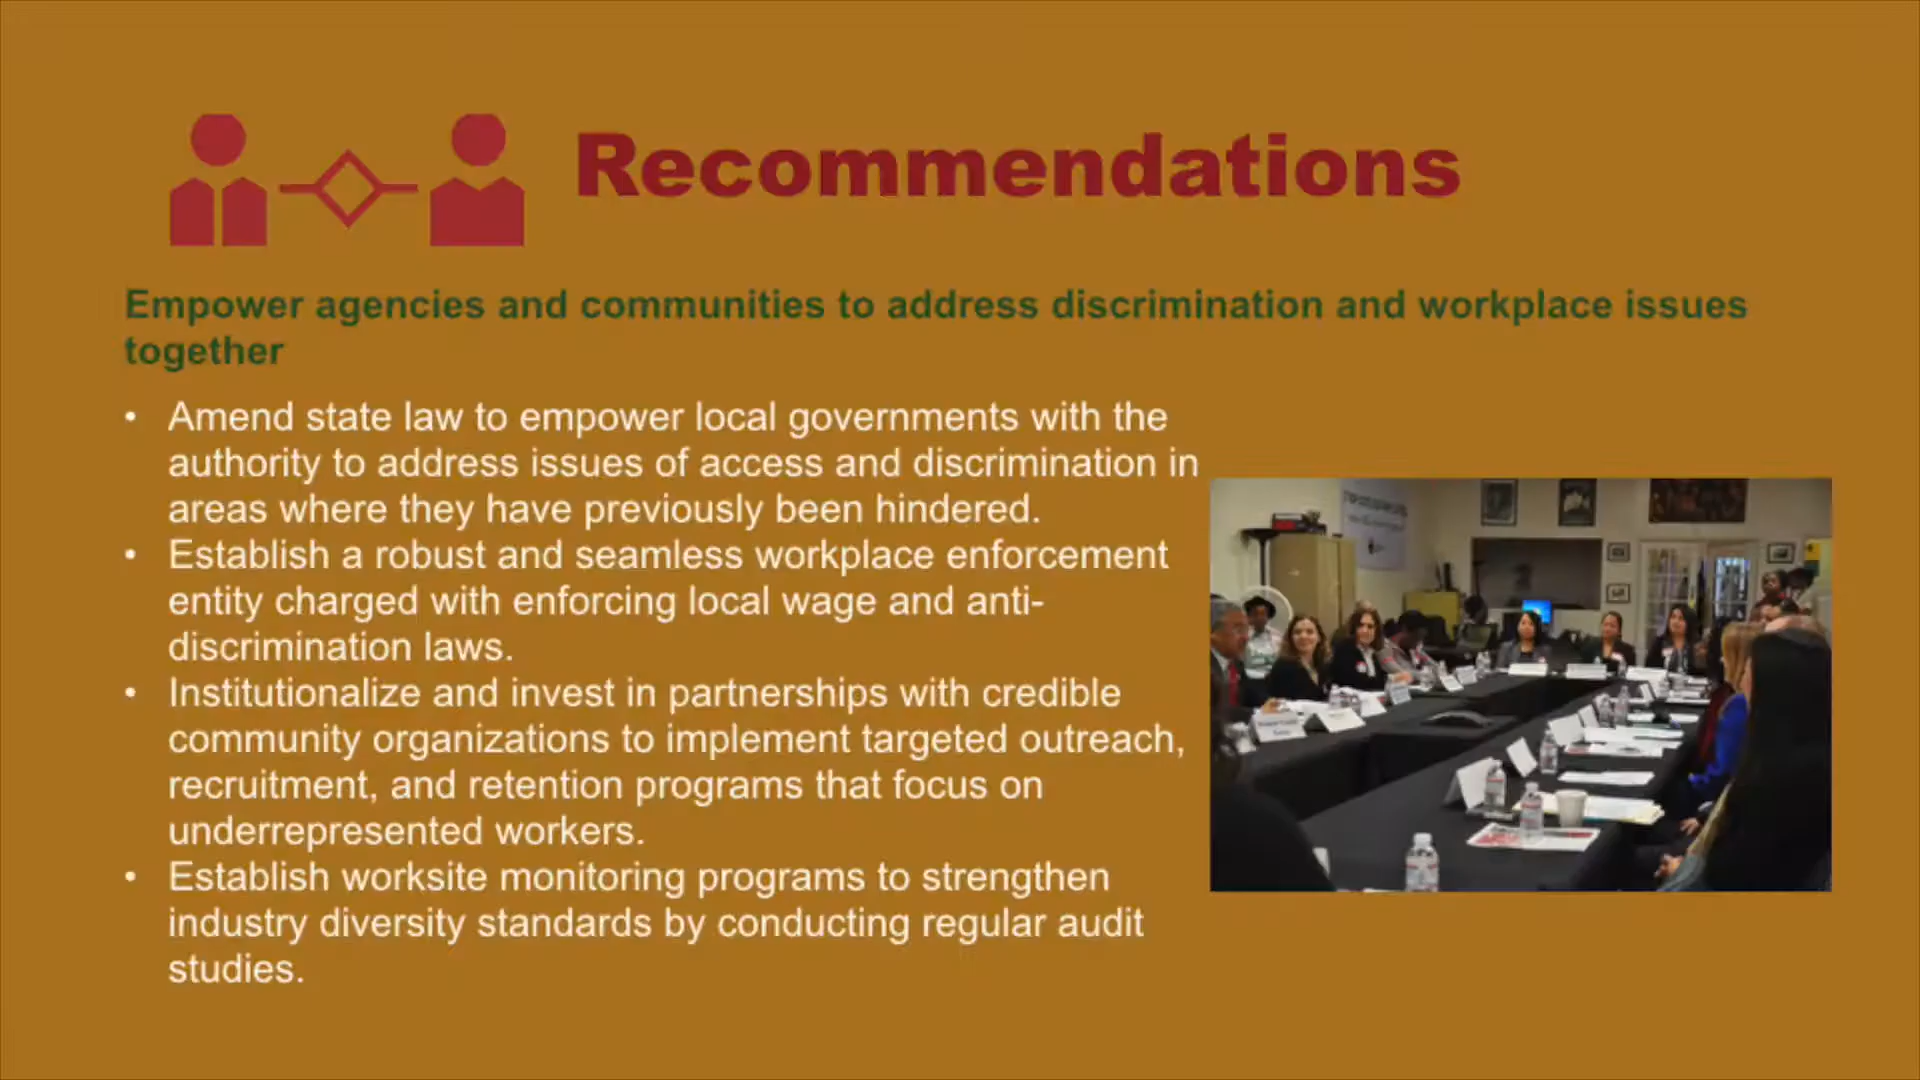 Recommendations
Empower agencies and communities to address discrimination and workplace issues
together
• Amend state law to empower local governments with the
authority to address issues of access and discrimination in
areas where they have previously been hindered.
• Establish a robust and seamless workplace enforcement
entity charged with enforcing local wage and anti-
discrimination laws.
• Institutionalize and invest in partnerships with credible
community organizations to implement targeted outreach,
recruitment, and retention programs that focus on
underrepresented workers.
• Establish worksite monitoring programs to strengthen
industry diversity standards by conducting regular audit
studies.